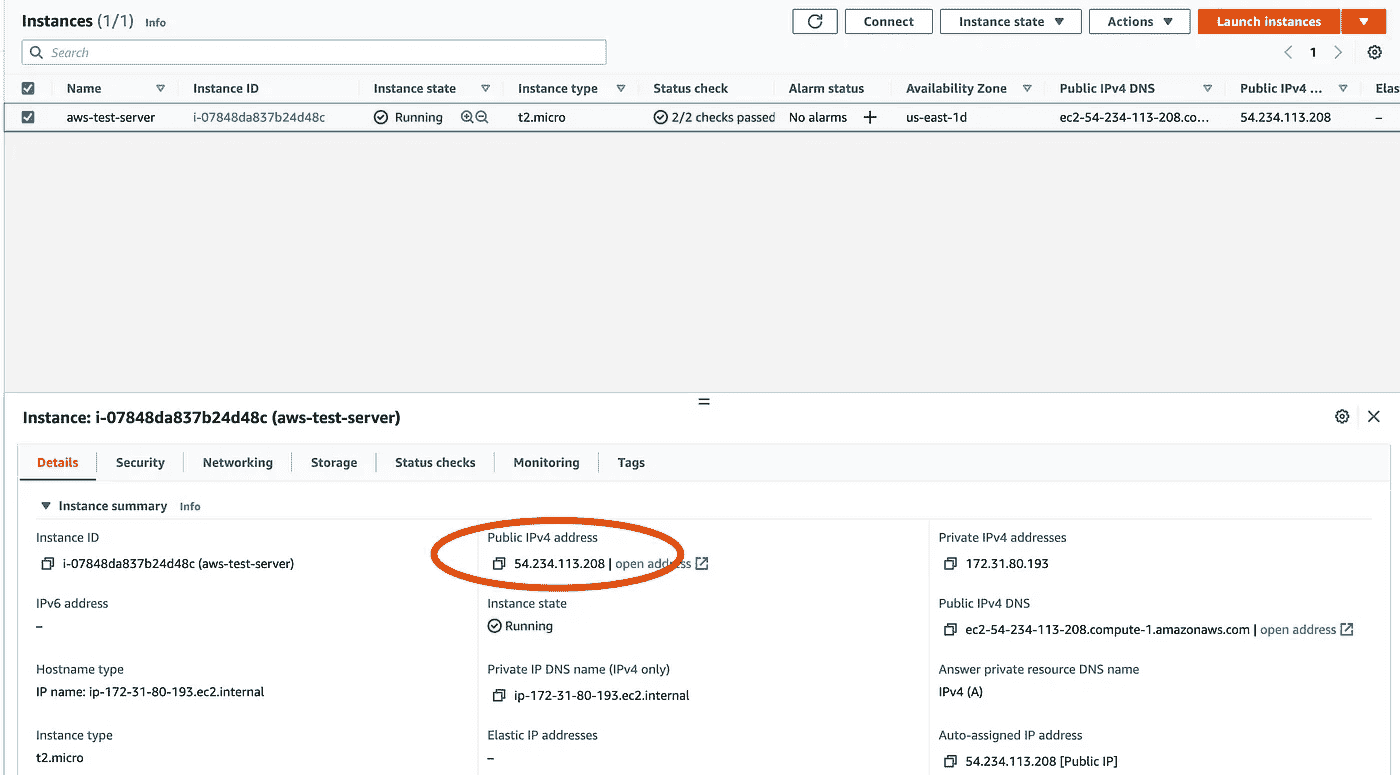 Instances (1/1) Info
Connect
Instance state
Actions
Launch instances
Search
1
Name Instance ID Instance state Instance type Status check Alarm status Availability Zone Public IPv4 DNS Public IPv4 ... Elas
aws-test-server i-07848da837b24d48c Running t2.micro 2/2 checks passed No alarms + us-east-1d ec2-54-234-113-208.co... 54.234.113.208 –
Instance: i-07848da837b24d48c (aws-test-server)
Details Security Networking Storage Status checks Monitoring Tags
Instance summary Info
Instance ID Public IPv4 address Private IPv4 addresses
i-07848da837b24d48c (aws-test-server) 54.234.113.208 | open address 172.31.80.193
IPv6 address Instance state Public IPv4 DNS
– Running ec2-54-234-113-208.compute-1.amazonaws.com | open address
Hostname type Private IP DNS name (IPv4 only) Answer private resource DNS name
IP name: ip-172-31-80-193.ec2.internal ip-172-31-80-193.ec2.internal IPv4 (A)
Instance type Elastic IP addresses Auto-assigned IP address
t2.micro – 54.234.113.208 [Public IP]